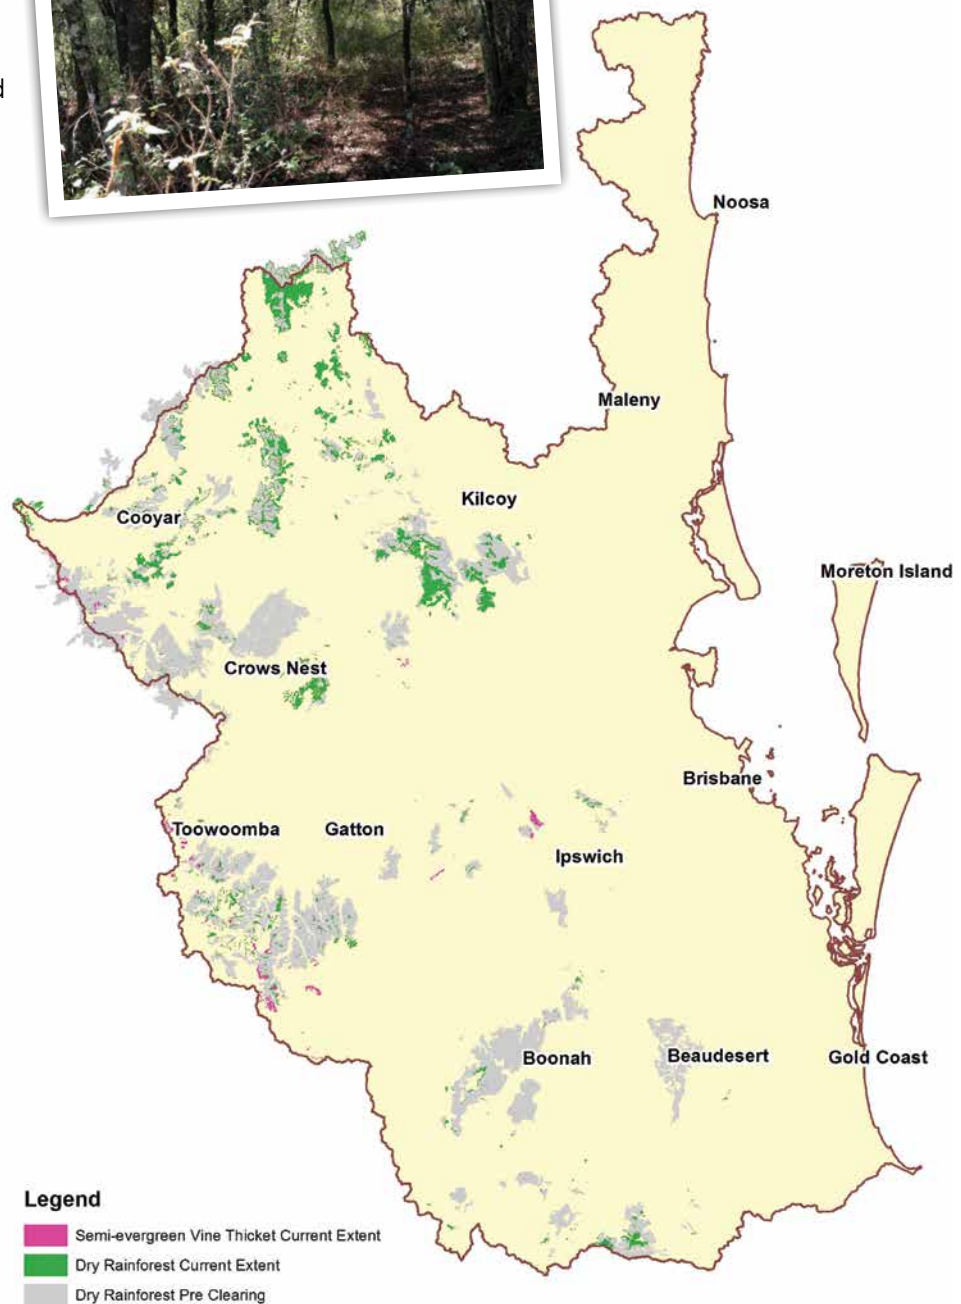 d
Noosa
Maleny
Kilcoy
Cooyar
Moreton Island
Crows Nest
Brisbane
Toowoomba
Gatton
Ipswich
Boonah
Beaudesert
Gold Coast
Legend
Semi-evergreen Vine Thicket Current Extent
Dry Rainforest Current Extent
Dry Rainforest Pre Clearing